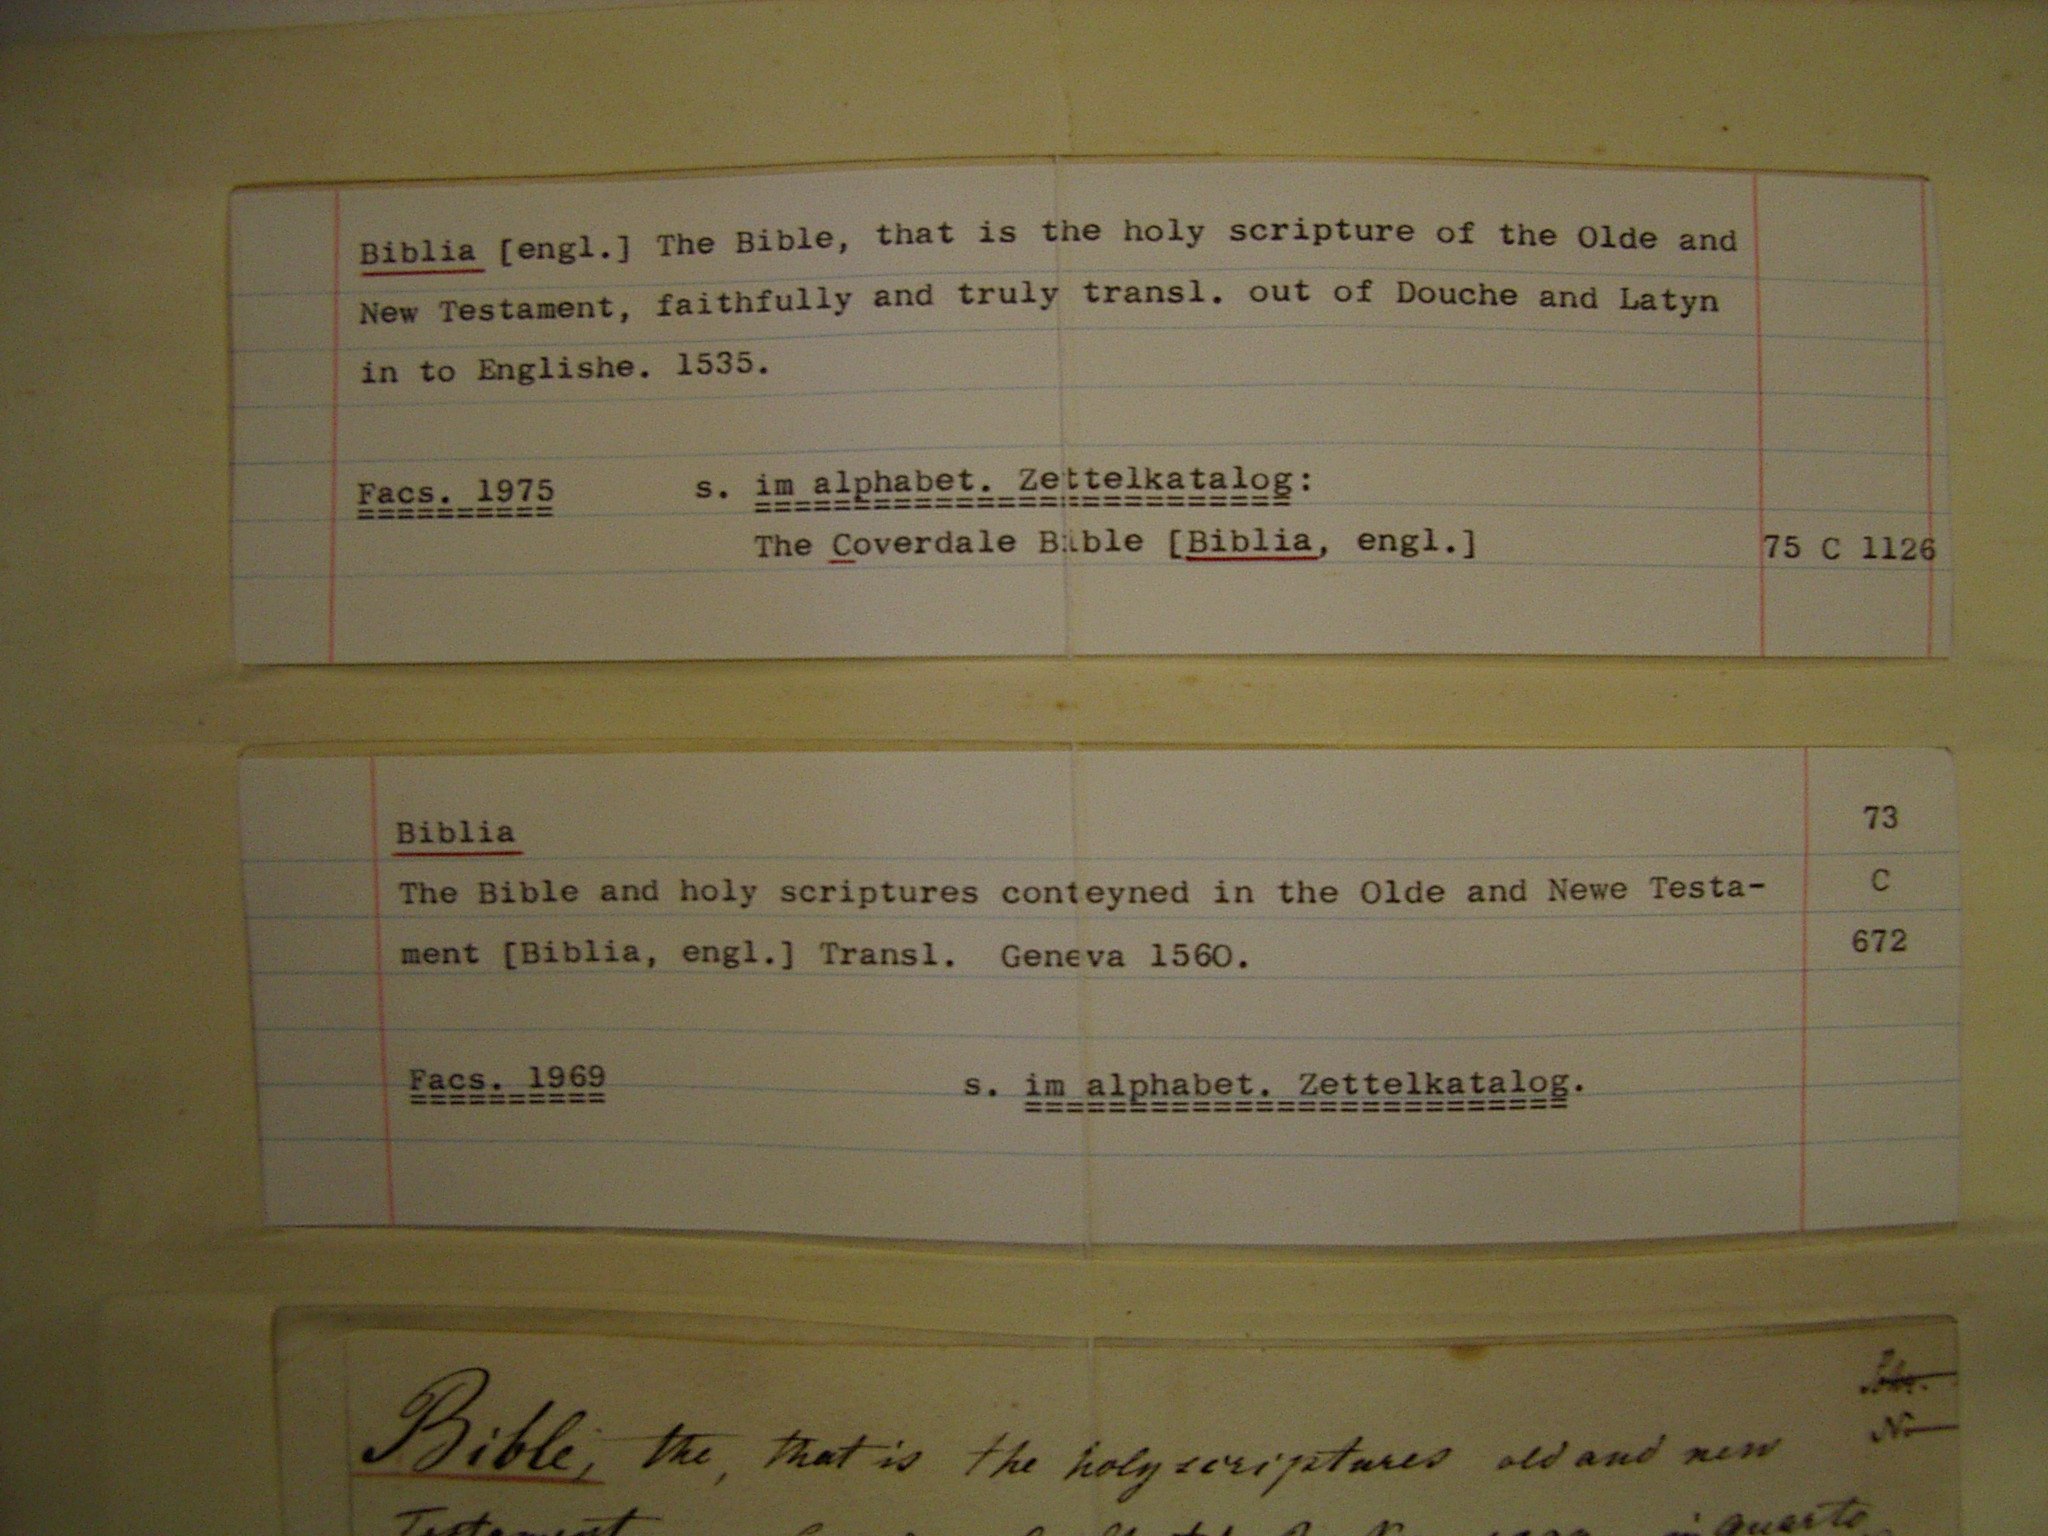 Biblia [engl.] The Bible, that is the holy scripture of the Olde and
New Testament, faithfully and truly transl. out of Douche and Latyn
in to Englishe. 1535.
Facs. 1975 s. im alphabet. Zettelkatalog:
The Coverdale Bible [Biblia, engl.] 75 C 1126
Biblia 73
The Bible and holy scriptures conteyned in the Olde and Newe Testa- C
ment [Biblia, engl.] Transl. Geneva 1560. 672
Facs. 1969 s. im alphabet. Zettelkatalog.
Bible, the, that is the holy scriptures old and new
Testament in Quarto